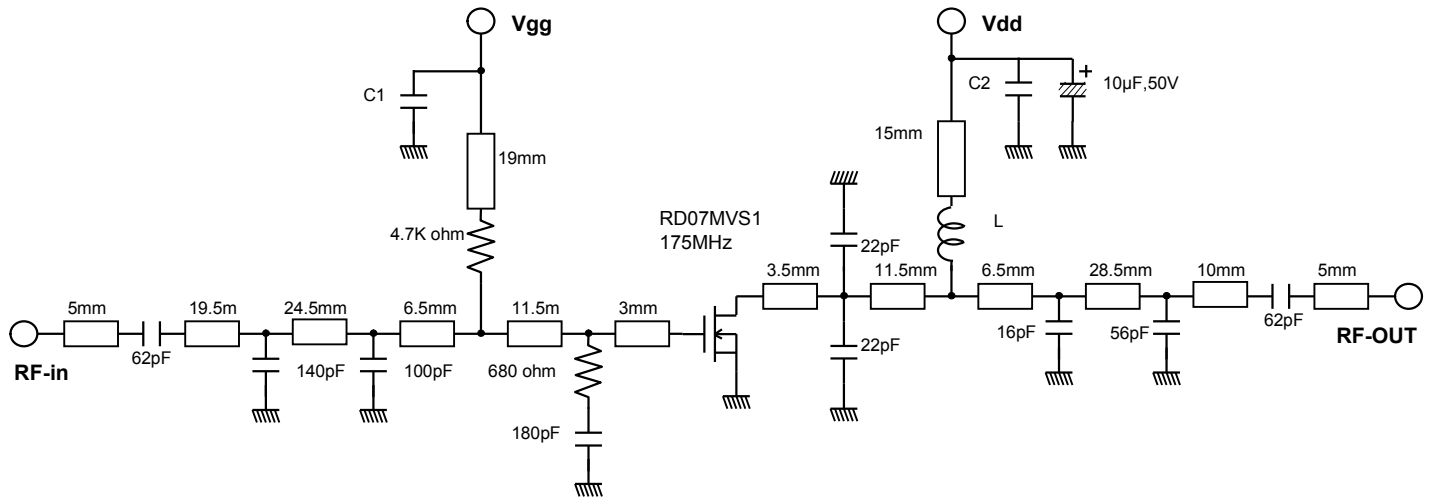 Vgg
Vdd
C1
C2
+
10µF,50V
19mm
15mm
4.7K ohm
RD07MVS1
175MHz
L
22pF
3.5mm
11.5mm
6.5mm
28.5mm
10mm
5mm
5mm
19.5m
24.5mm
6.5mm
11.5m
3mm
62pF
RF-in
140pF
100pF
680 ohm
180pF
22pF
16pF
56pF
62pF
RF-OUT